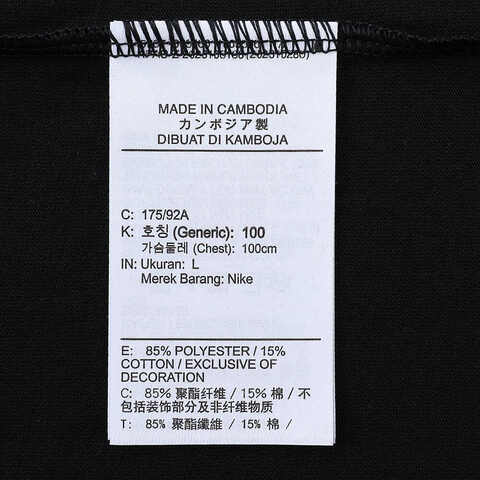 MADE IN CAMBODIA
カンボジア製
DIBUAT DI KAMBOJA
C: 175/92A
K: 호칭 (Generic): 100
가슴둘레 (Chest): 100cm
IN: Ukuran: L
Merek Barang: Nike
E: 85% POLYESTER / 15%
COTTON / EXCLUSIVE OF
DECORATION
C: 85% 聚酯纤维 / 15% 棉 / 不
包括装饰部分及非纤维物质
T: 85% 聚酯纖維 / 15% 棉 /